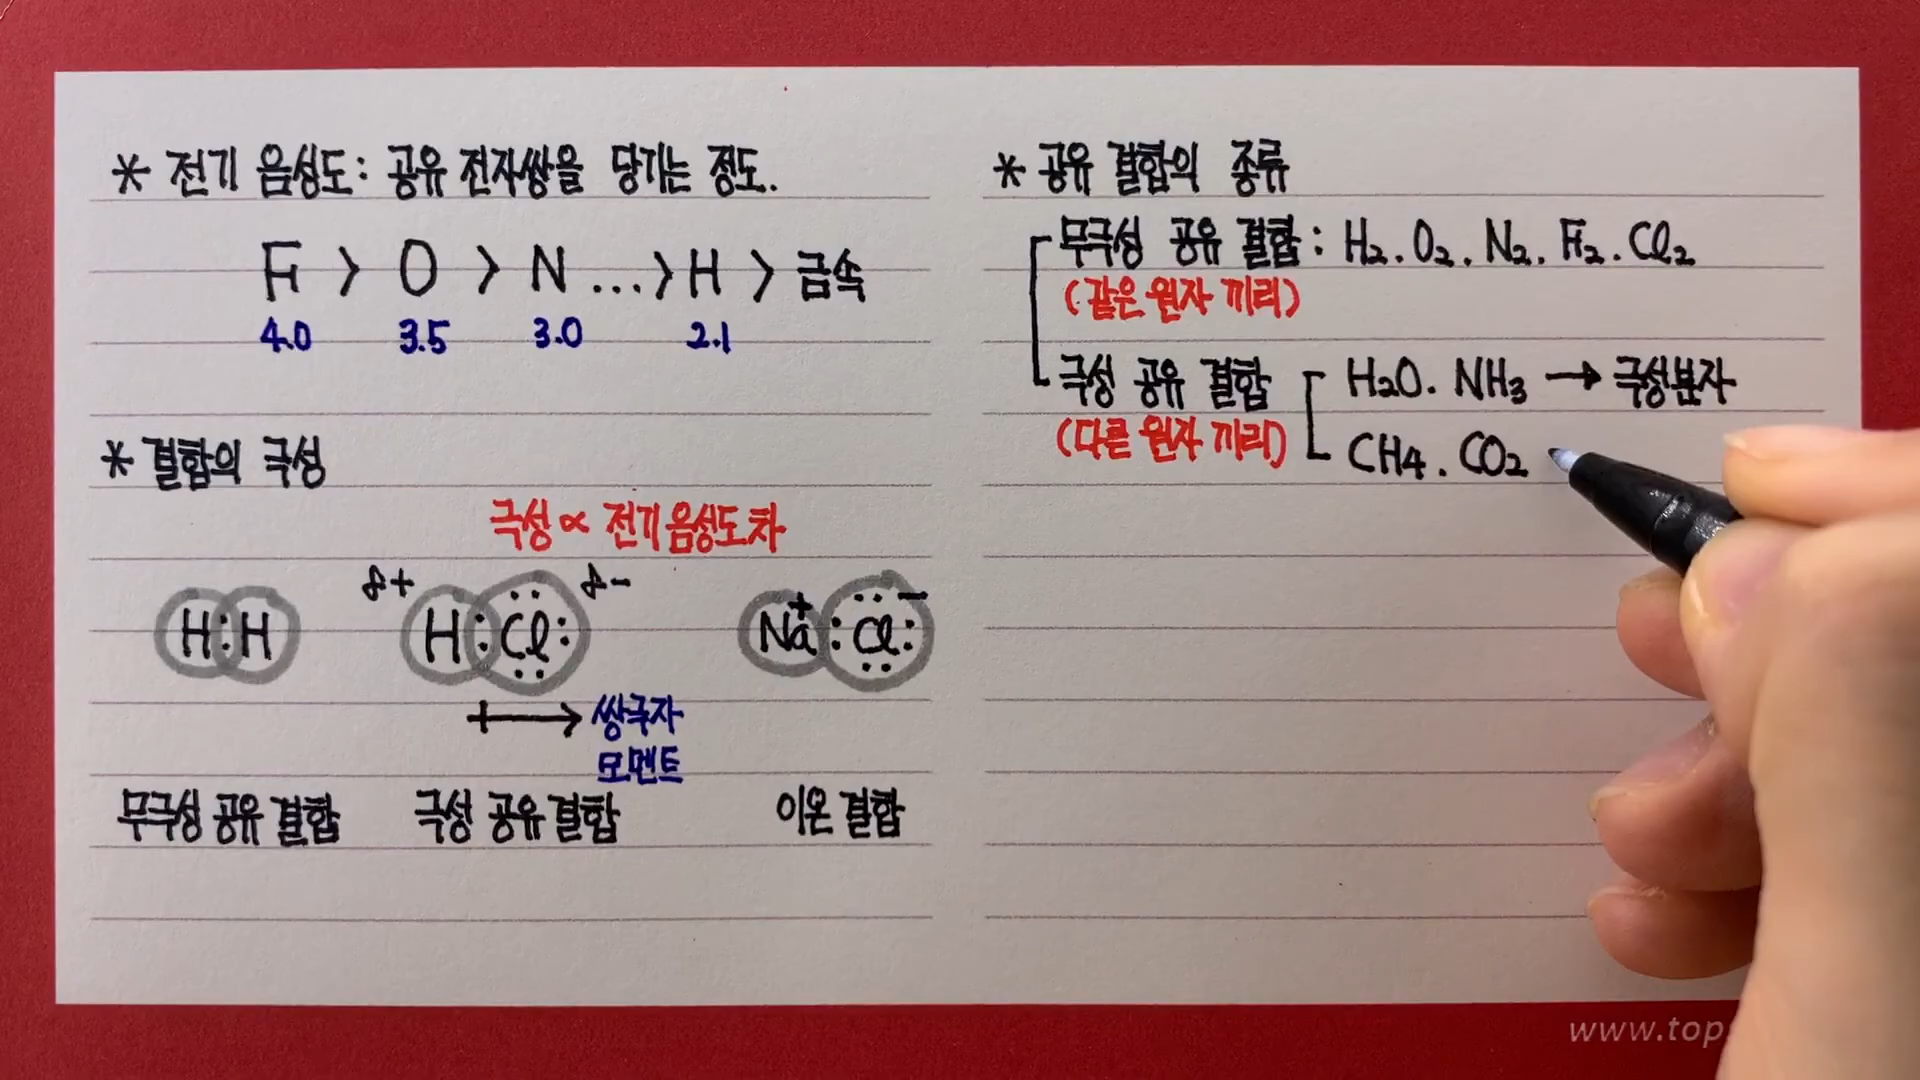 * 전기 음성도: 공유 전자쌍을 당기는 정도.
F > O > N ... > H > 금속
4.0 3.5 3.0 2.1
* 결합의 극성
극성 ∝ 전기 음성도차
δ+ δ-
H:H H:Cl: Na+ :Cl: −
쌍극자
모멘트
무극성 공유 결합 극성 공유 결합 이온 결합
* 공유 결합의 종류
무극성 공유 결합 : H2. O2. N2. F2. Cl2
(같은 원자 끼리)
극성 공유 결합 H2O. NH3 → 극성분자
(다른 원자 끼리) CH4. CO2
www.top